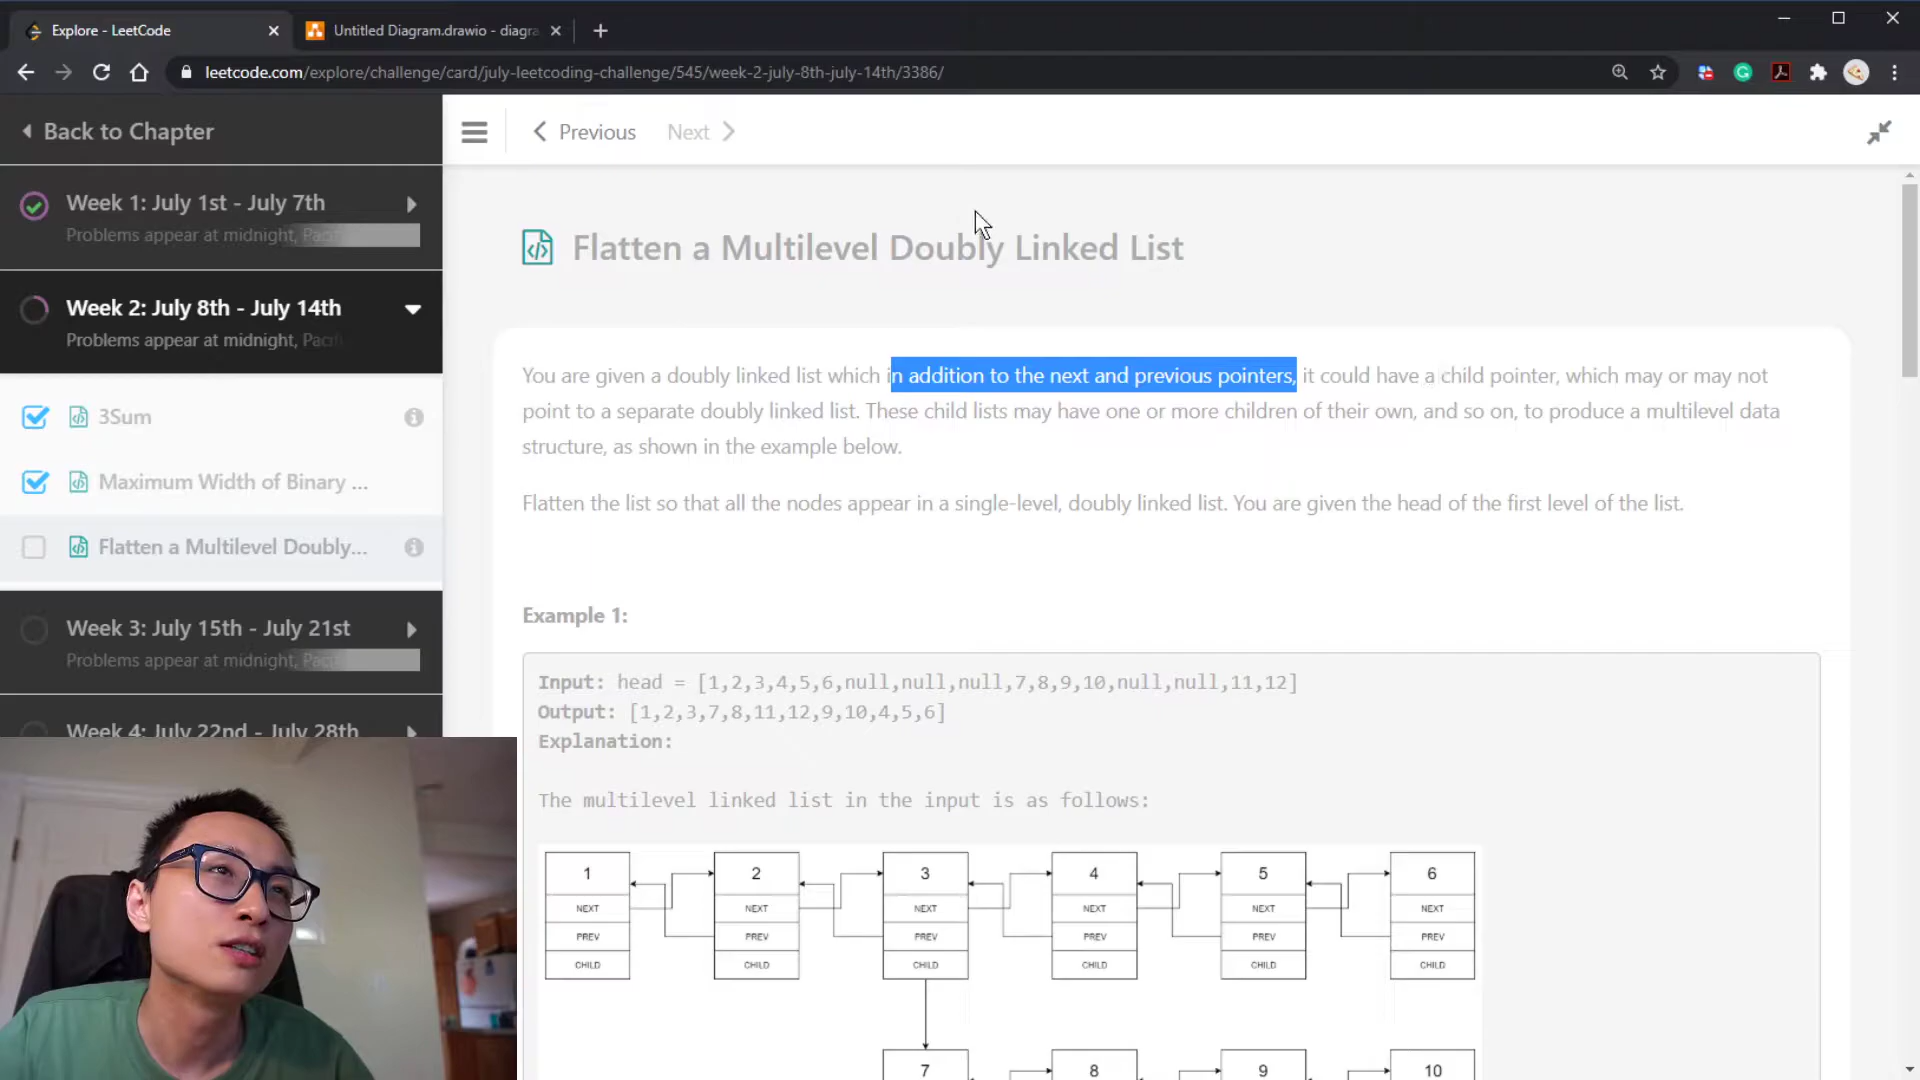 Explore - LeetCode
Untitled Diagram.drawio - diagra
leetcode.com/explore/challenge/card/july-leetcoding-challenge/545/week-2-july-8th-july-14th/3386/
Back to Chapter
Previous
Next
Week 1: July 1st - July 7th
Problems appear at midnight, Pacif
Week 2: July 8th - July 14th
Problems appear at midnight, Pacif
3Sum
Maximum Width of Binary ...
Flatten a Multilevel Doubly...
Week 3: July 15th - July 21st
Problems appear at midnight, Pacif
Week 4: July 22nd - July 28th
Flatten a Multilevel Doubly Linked List
You are given a doubly linked list which in addition to the next and previous pointers, it could have a child pointer, which may or may not
point to a separate doubly linked list. These child lists may have one or more children of their own, and so on, to produce a multilevel data
structure, as shown in the example below.
Flatten the list so that all the nodes appear in a single-level, doubly linked list. You are given the head of the first level of the list.
Example 1:
Input: head = [1,2,3,4,5,6,null,null,null,7,8,9,10,null,null,11,12]
Output: [1,2,3,7,8,11,12,9,10,4,5,6]
Explanation:
The multilevel linked list in the input is as follows:
1 2 3 4 5 6
NEXT NEXT NEXT NEXT NEXT NEXT
PREV PREV PREV PREV PREV PREV
CHILD CHILD CHILD CHILD CHILD CHILD
7 8 9 10